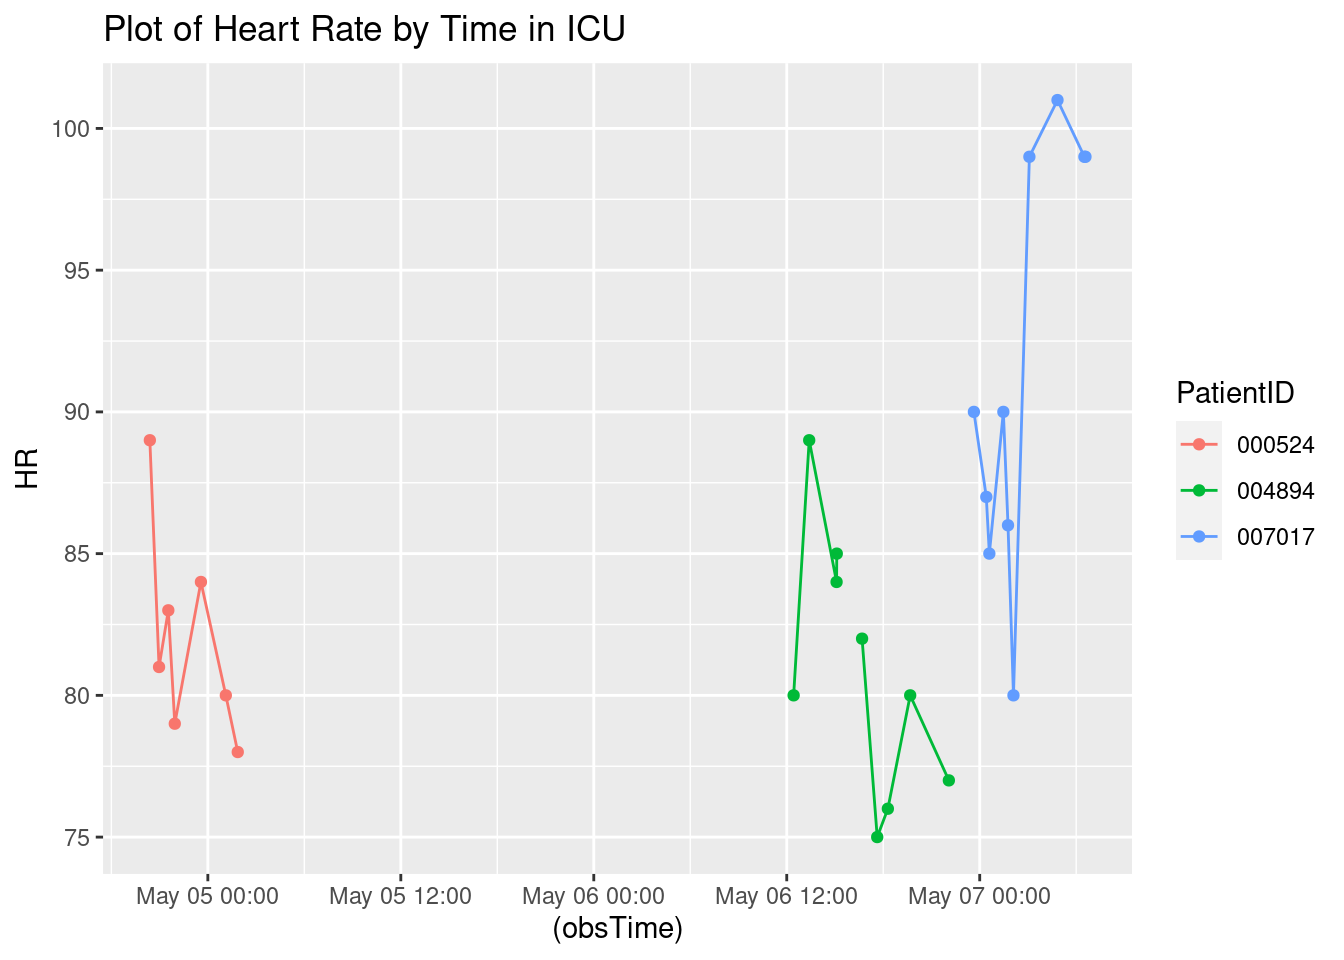 Plot of Heart Rate by Time in ICU
100
95
90
85
80
75
HR
May 05 00:00
May 05 12:00
May 06 00:00
May 06 12:00
May 07 00:00
(obsTime)
PatientID
000524
004894
007017